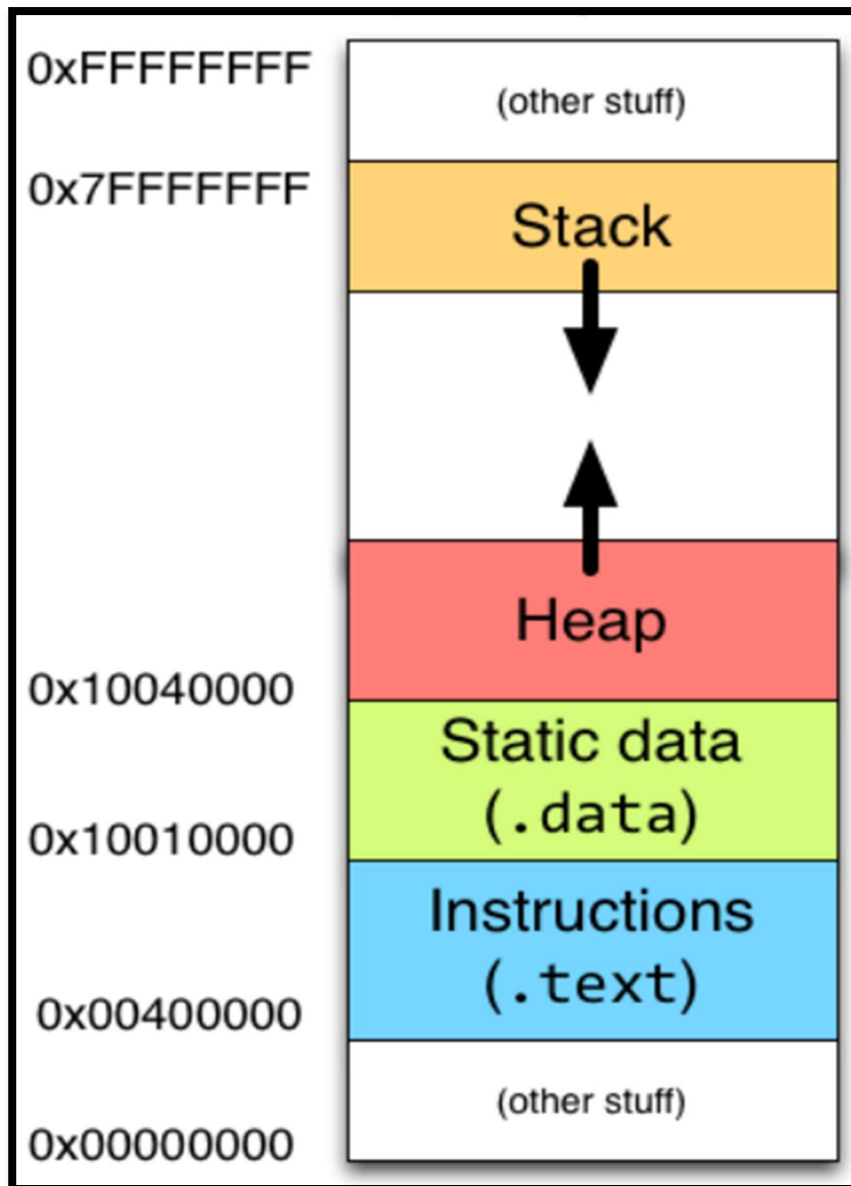 0xFFFFFFFF
(other stuff)
0x7FFFFFFF
Stack
Heap
0x10040000
Static data
(.data)
0x10010000
Instructions
(.text)
0x00400000
(other stuff)
0x00000000